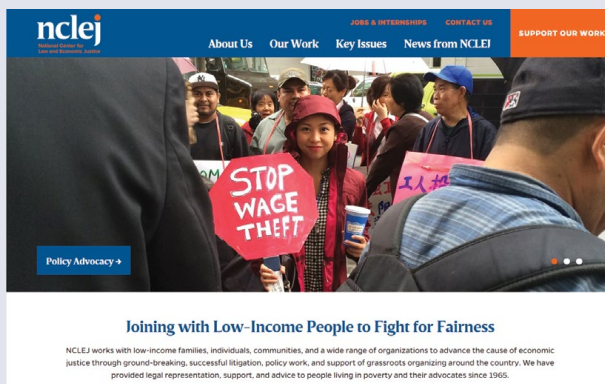 nclej
National Center for
Law and Economic Justice
JOBS & INTERNSHIPS CONTACT US
SUPPORT OUR WORK
About Us Our Work Key Issues News from NCLEJ
STOP
WAGE
THEFT
工人
Policy Advocacy →
Joining with Low-Income People to Fight for Fairness
NCLEJ works with low-income families, individuals, communities, and a wide range of organizations to advance the cause of economic
justice through ground-breaking, successful litigation, policy work, and support of grassroots organizing around the country. We have
provided legal representation, support, and advice to people living in poverty and their advocates since 1965.